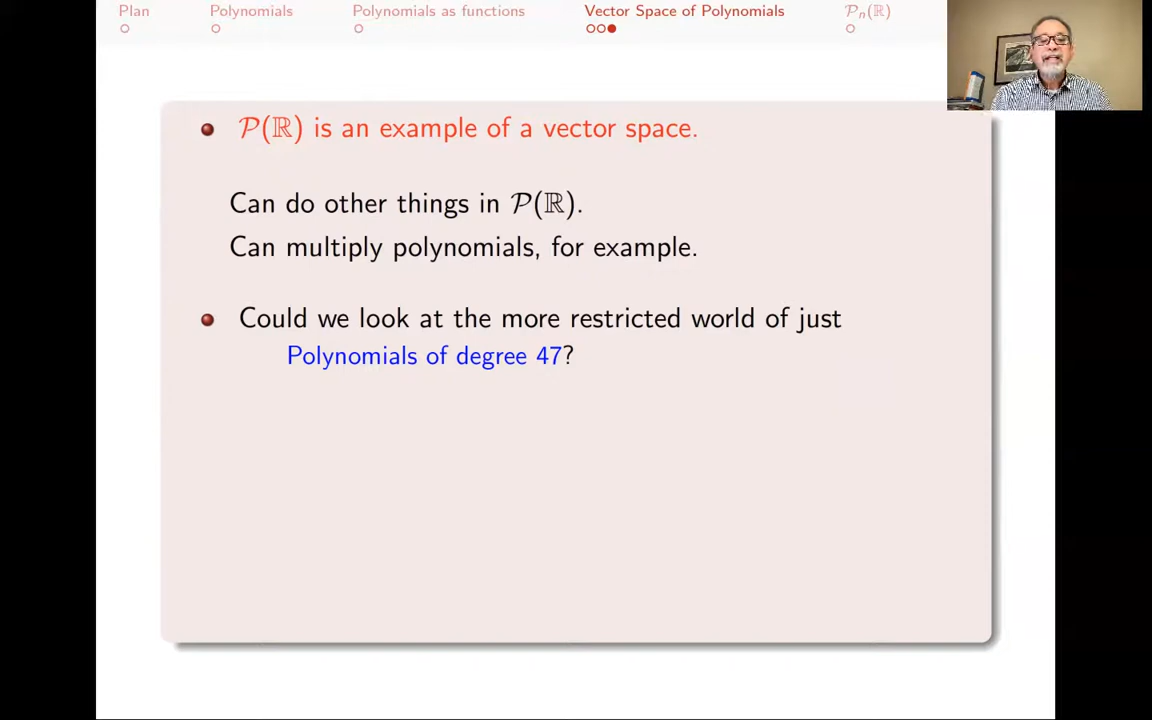 Plan
Polynomials
Polynomials as functions
Vector Space of Polynomials
𝒫ₙ(ℝ)
𝒫(ℝ) is an example of a vector space.
Can do other things in 𝒫(ℝ).
Can multiply polynomials, for example.
Could we look at the more restricted world of just
Polynomials of degree 47?